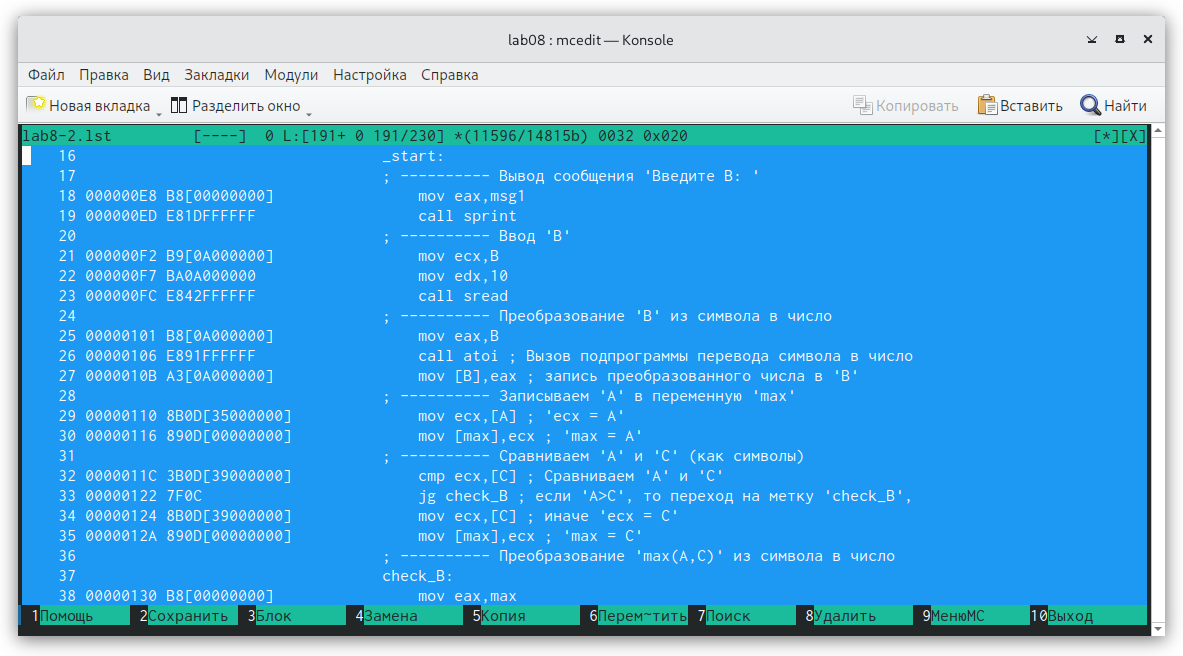 lab08 : mcedit — Konsole
Файл Правка Вид Закладки Модули Настройка Справка
Новая вкладка Разделить окно Копировать Вставить Найти
lab8-2.lst [----] 0 L:[191+ 0 191/230] *(11596/14815b) 0032 0x020 [*][X]
16 _start:
17 ; ---------- Вывод сообщения 'Введите B: '
18 000000E8 B8[00000000] mov eax,msg1
19 000000ED E81DFFFFFF call sprint
20 ; ---------- Ввод 'B'
21 000000F2 B9[0A000000] mov ecx,B
22 000000F7 BA0A000000 mov edx,10
23 000000FC E842FFFFFF call sread
24 ; ---------- Преобразование 'B' из символа в число
25 00000101 B8[0A000000] mov eax,B
26 00000106 E891FFFFFF call atoi ; Вызов подпрограммы перевода символа в число
27 0000010B A3[0A000000] mov [B],eax ; запись преобразованного числа в 'B'
28 ; ---------- Записываем 'A' в переменную 'max'
29 00000110 8B0D[35000000] mov ecx,[A] ; 'ecx = A'
30 00000116 890D[00000000] mov [max],ecx ; 'max = A'
31 ; ---------- Сравниваем 'A' и 'C' (как символы)
32 0000011C 3B0D[39000000] cmp ecx,[C] ; Сравниваем 'A' и 'C'
33 00000122 7F0C jg check_B ; если 'A>C', то переход на метку 'check_B',
34 00000124 8B0D[39000000] mov ecx,[C] ; иначе 'ecx = C'
35 0000012A 890D[00000000] mov [max],ecx ; 'max = C'
36 ; ---------- Преобразование 'max(A,C)' из символа в число
37 check_B:
38 00000130 B8[00000000] mov eax,max
1Помощь 2Сохранить 3Блок 4Замена 5Копия 6Перем~тить 7Поиск 8Удалить 9МенюMC 10Выход